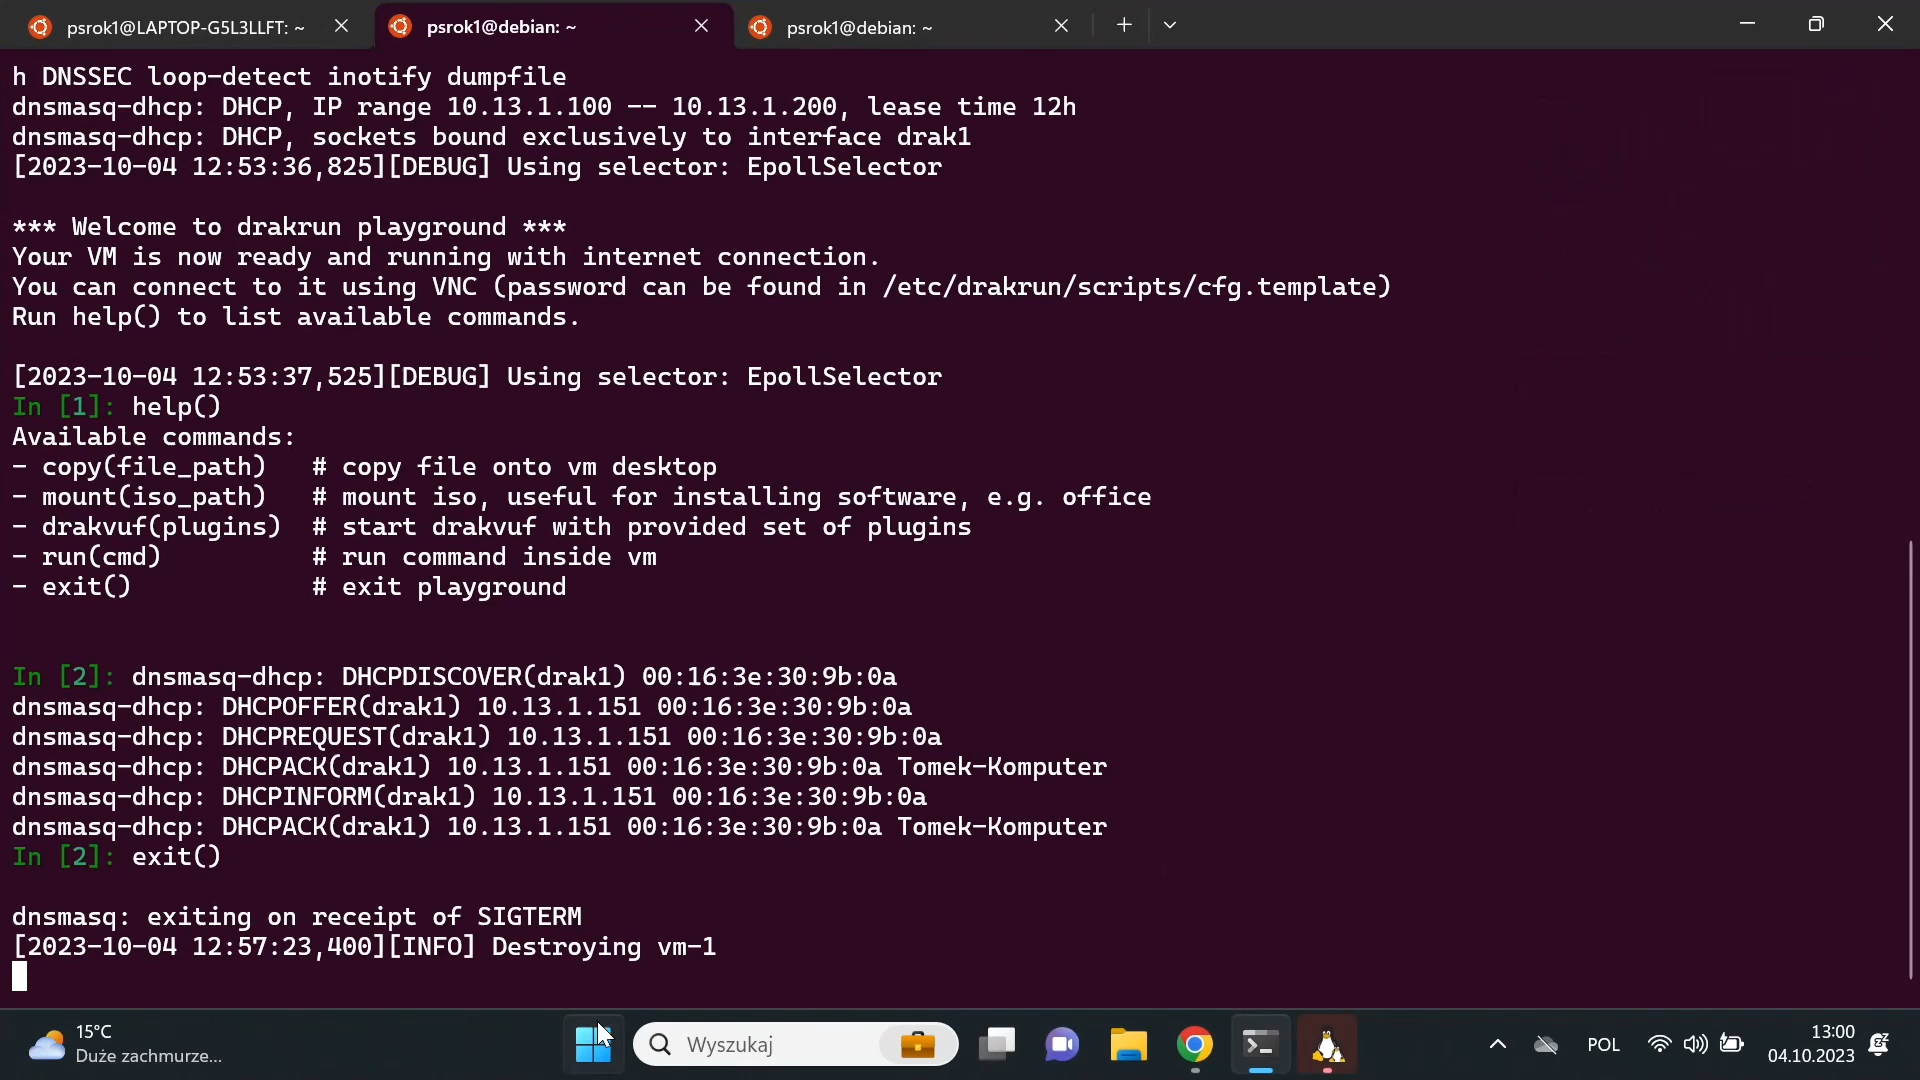 psrok1@LAPTOP-G5L3LLFT: ~
psrok1@debian: ~
psrok1@debian: ~
h DNSSEC loop-detect inotify dumpfile
dnsmasq-dhcp: DHCP, IP range 10.13.1.100 -- 10.13.1.200, lease time 12h
dnsmasq-dhcp: DHCP, sockets bound exclusively to interface drak1
[2023-10-04 12:53:36,825][DEBUG] Using selector: EpollSelector
*** Welcome to drakrun playground ***
Your VM is now ready and running with internet connection.
You can connect to it using VNC (password can be found in /etc/drakrun/scripts/cfg.template)
Run help() to list available commands.
[2023-10-04 12:53:37,525][DEBUG] Using selector: EpollSelector
In [1]: help()
Available commands:
- copy(file_path)   # copy file onto vm desktop
- mount(iso_path)   # mount iso, useful for installing software, e.g. office
- drakvuf(plugins)  # start drakvuf with provided set of plugins
- run(cmd)          # run command inside vm
- exit()            # exit playground
In [2]: dnsmasq-dhcp: DHCPDISCOVER(drak1) 00:16:3e:30:9b:0a
dnsmasq-dhcp: DHCPOFFER(drak1) 10.13.1.151 00:16:3e:30:9b:0a
dnsmasq-dhcp: DHCPREQUEST(drak1) 10.13.1.151 00:16:3e:30:9b:0a
dnsmasq-dhcp: DHCPACK(drak1) 10.13.1.151 00:16:3e:30:9b:0a Tomek-Komputer
dnsmasq-dhcp: DHCPINFORM(drak1) 10.13.1.151 00:16:3e:30:9b:0a
dnsmasq-dhcp: DHCPACK(drak1) 10.13.1.151 00:16:3e:30:9b:0a Tomek-Komputer
In [2]: exit()
dnsmasq: exiting on receipt of SIGTERM
[2023-10-04 12:57:23,400][INFO] Destroying vm-1
15°C
Duże zachmurze...
Wyszukaj
POL
13:00
04.10.2023